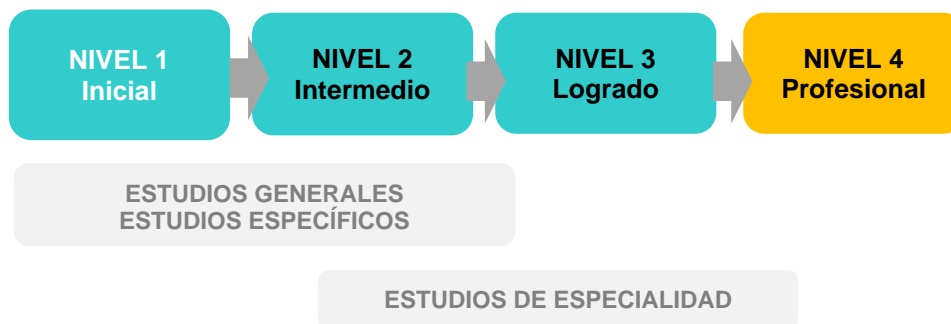 NIVEL 1
Inicial
NIVEL 2
Intermedio
NIVEL 3
Logrado
NIVEL 4
Profesional
ESTUDIOS GENERALES
ESTUDIOS ESPECÍFICOS
ESTUDIOS DE ESPECIALIDAD